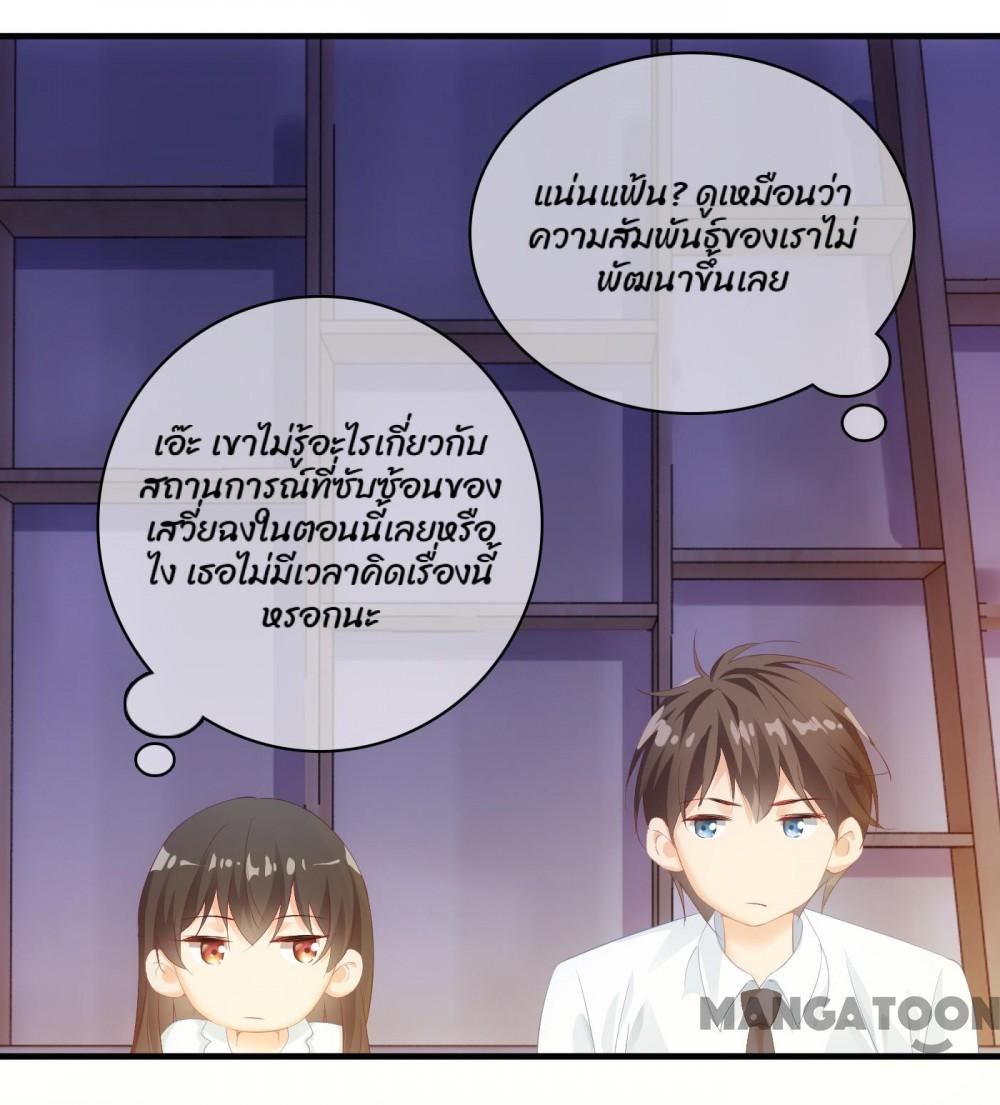 แน่นแฟ้น? ดูเหมือนว่า
ความสัมพันธ์ของเราไม่
พัฒนาขึ้นเลย
เอ๊ะ เขาไม่รู้อะไรเกี่ยวกับ
สถานการณ์ที่ซับซ้อนของ
เสวี่ยฉงในตอนนี้เลยหรือ
ไง เธอไม่มีเวลาคิดเรื่องนี้
หรอกนะ
MANGATOON